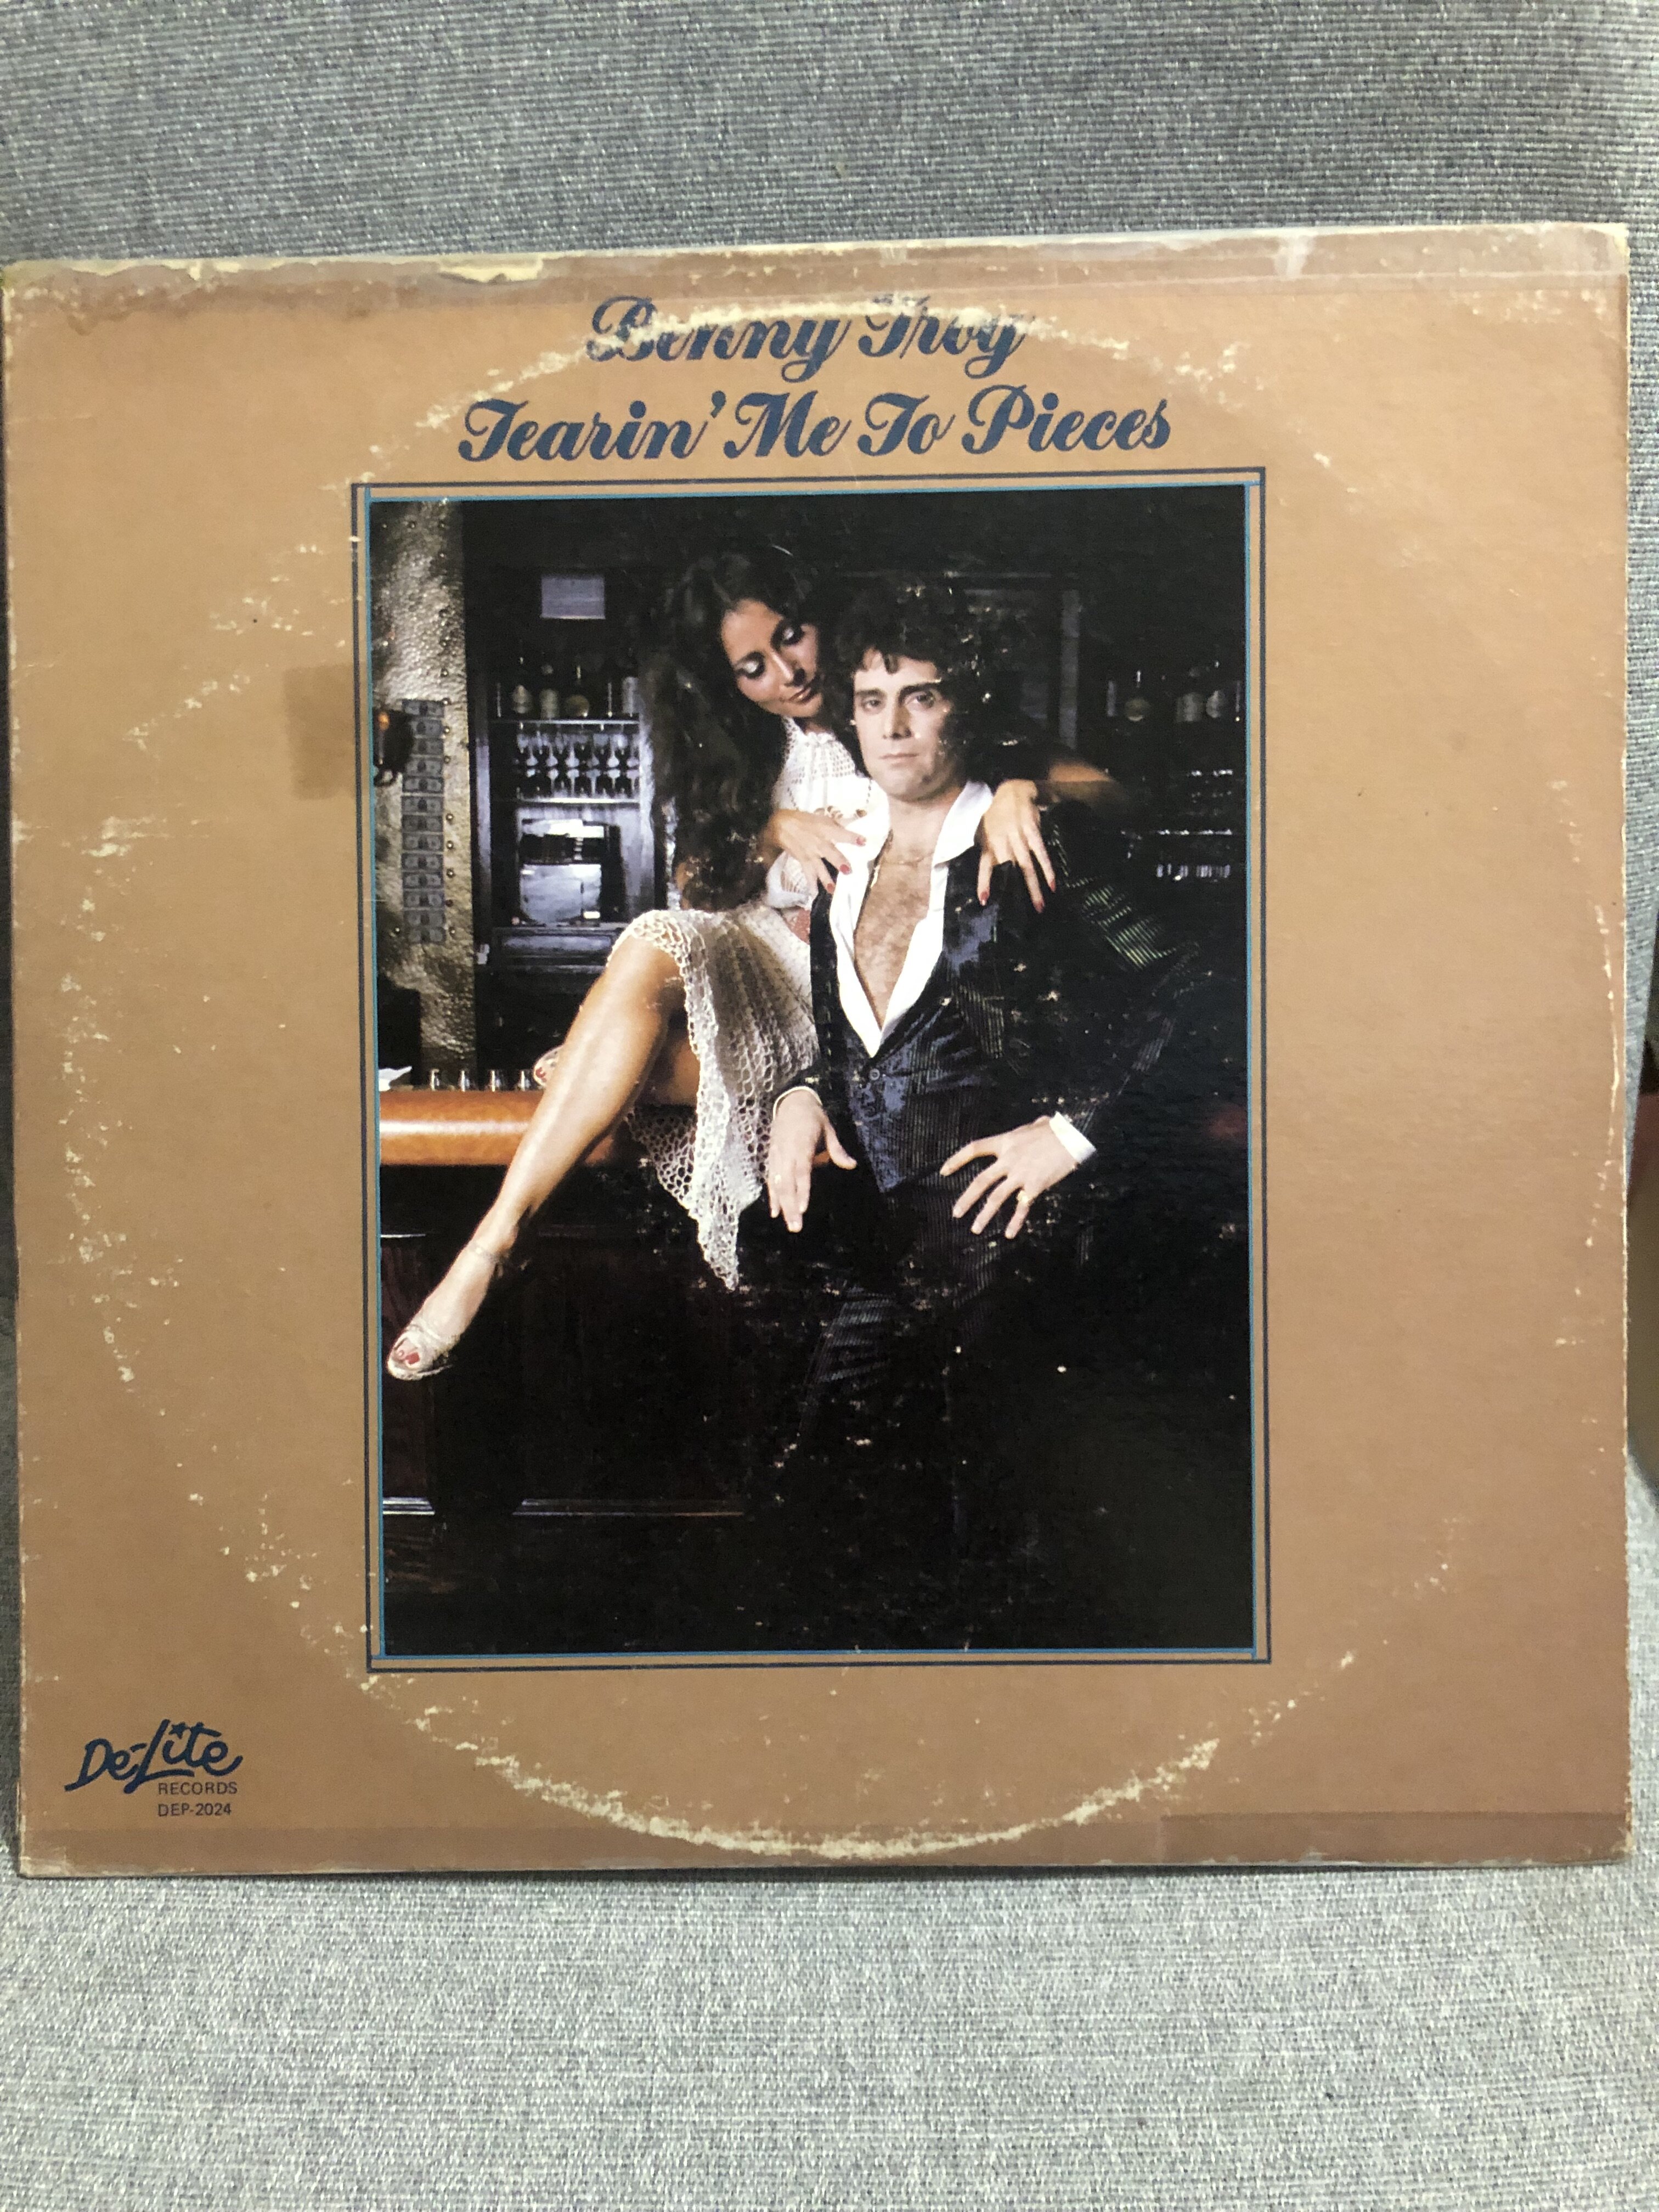 Benny Troy
Tearin' Me To Pieces
De-Lite
RECORDS
DEP-2024